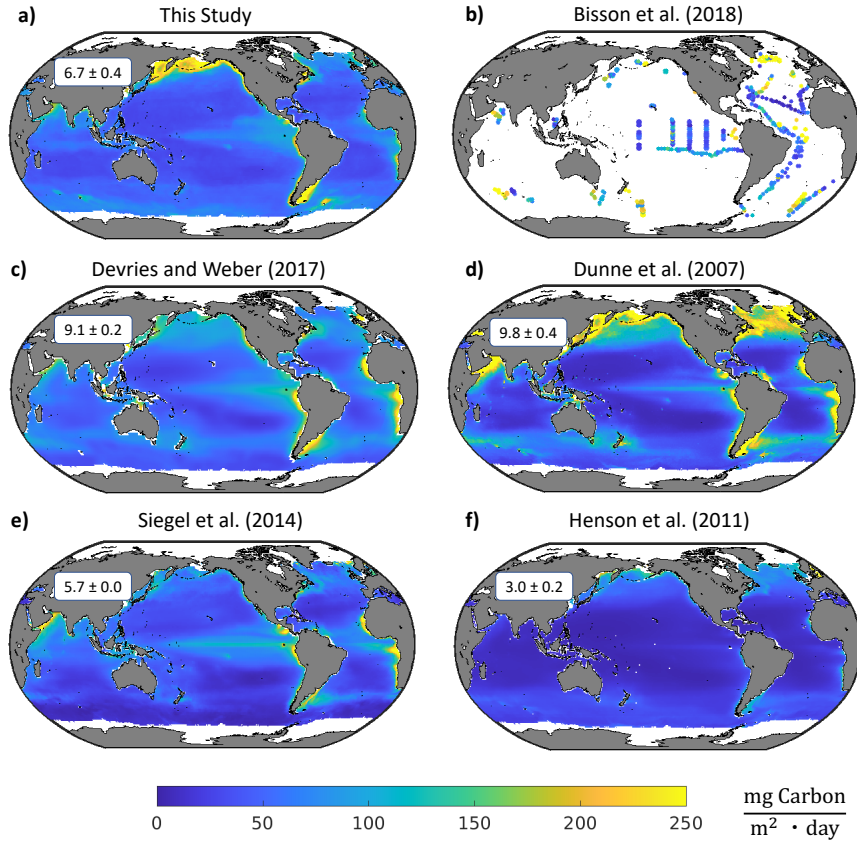 a) This Study
6.7 ± 0.4
b) Bisson et al. (2018)
c) Devries and Weber (2017)
9.1 ± 0.2
d) Dunne et al. (2007)
9.8 ± 0.4
e) Siegel et al. (2014)
5.7 ± 0.0
f) Henson et al. (2011)
3.0 ± 0.2
0 50 100 150 200 250
mg Carbon
m² · day